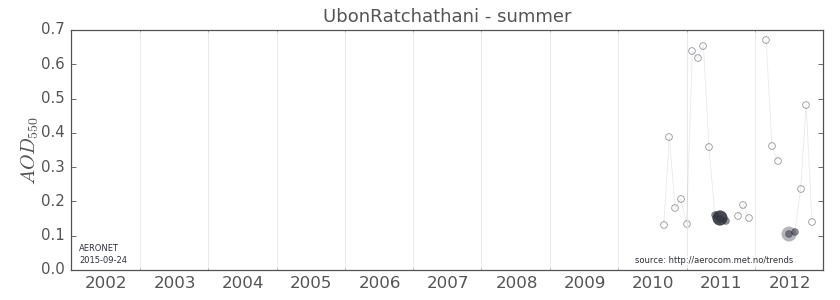 UbonRatchathani - summer
0.7
0.6
0.5
0.4
0.3
0.2
0.1
0.0
AOD550
AERONET
2015-09-24
source: http://aerocom.met.no/trends
2002 2003 2004 2005 2006 2007 2008 2009 2010 2011 2012